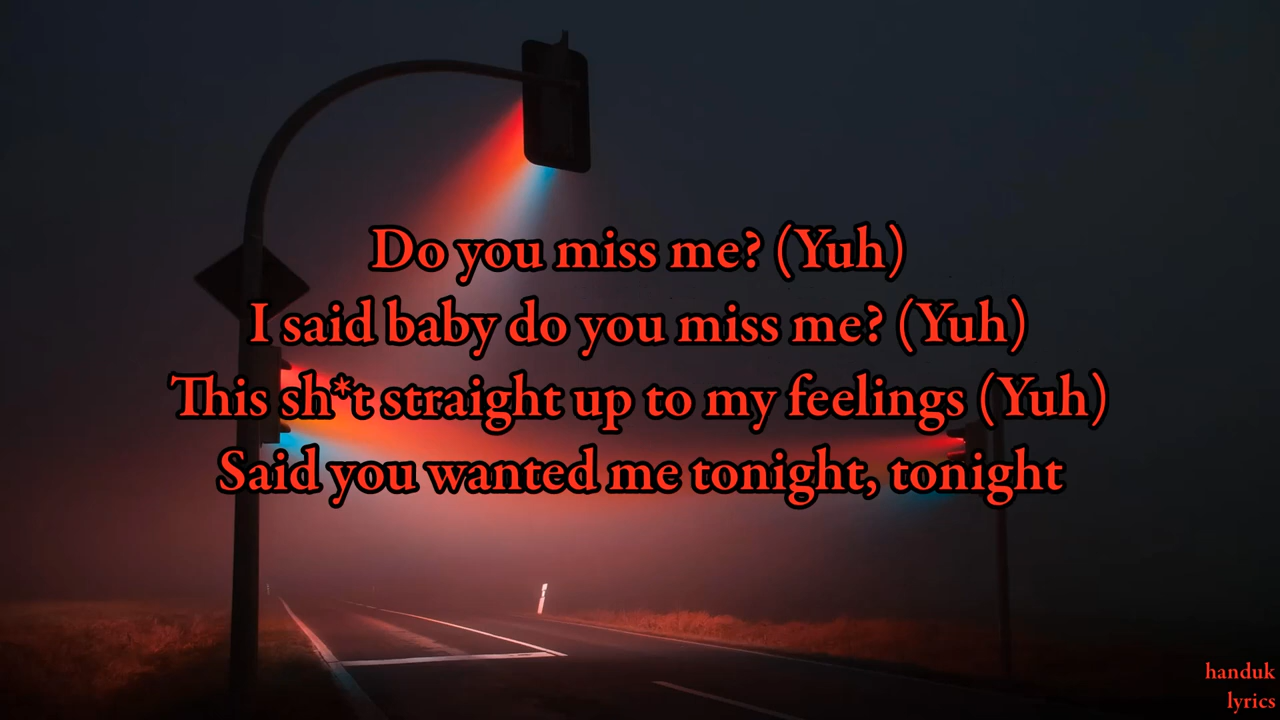 Do you miss me? (Yuh)
I said baby do you miss me? (Yuh)
This sh*t straight up to my feelings (Yuh)
Said you wanted me tonight, tonight
handuk
lyrics